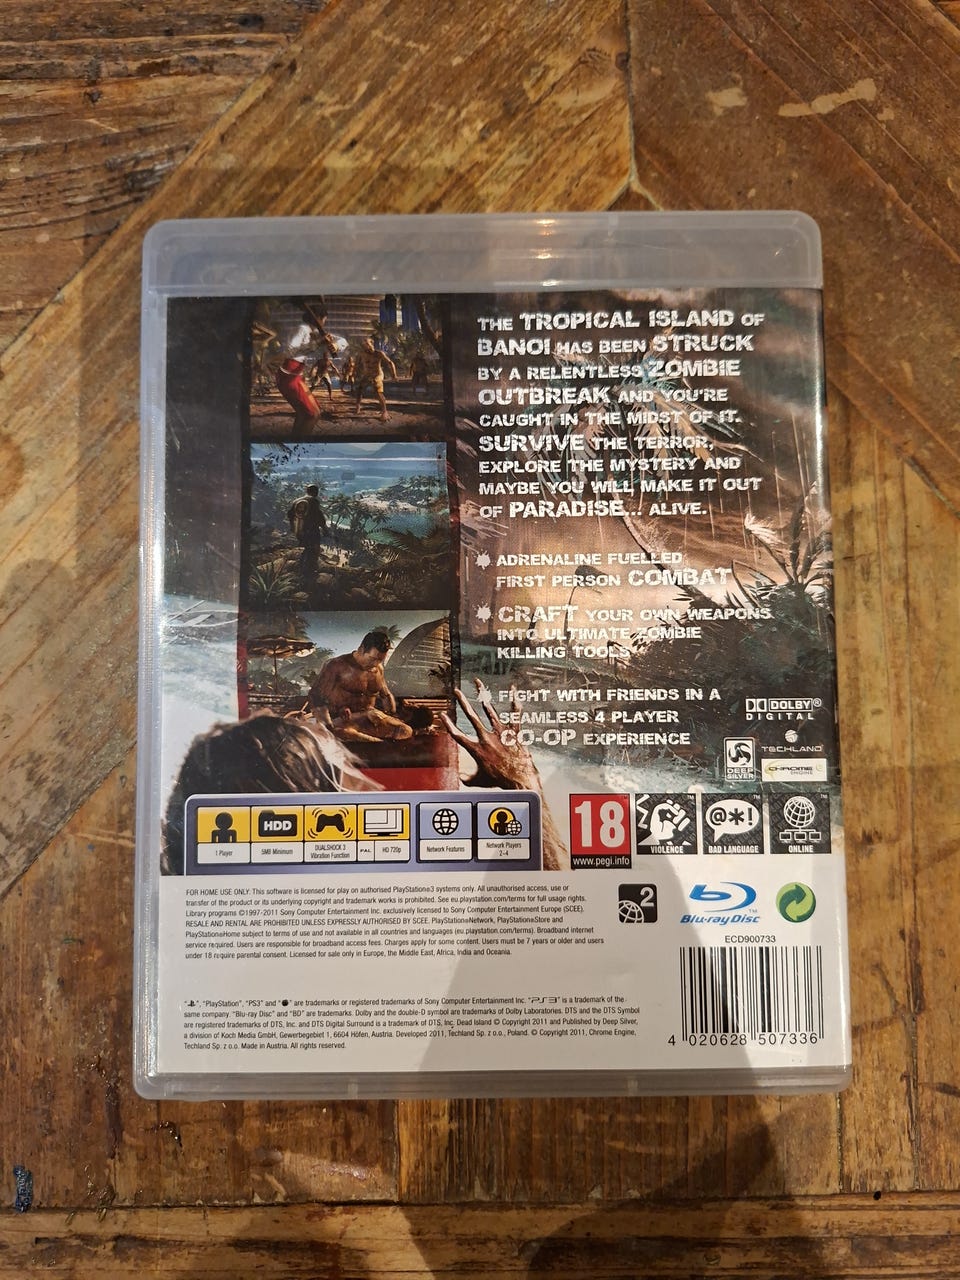 THE TROPICAL ISLAND OF
BANOI HAS BEEN STRUCK
BY A RELENTLESS ZOMBIE
OUTBREAK AND YOU'RE
CAUGHT IN THE MIDST OF IT.
SURVIVE THE TERROR,
EXPLORE THE MYSTERY AND
MAYBE YOU WILL MAKE IT OUT
OF PARADISE... ALIVE.
ADRENALINE FUELLED
FIRST PERSON COMBAT
CRAFT YOUR OWN WEAPONS
INTO ULTIMATE ZOMBIE
KILLING TOOLS
FIGHT WITH FRIENDS IN A
SEAMLESS 4 PLAYER
CO-OP EXPERIENCE
DOLBY®
DIGITAL
DEEP
SILVER
TECHLAND
CHROME
ENGINE
1 Player
HDD
5MB Minimum
DUALSHOCK 3
Vibration Function
PAL
HD 720p
Network Features
Network Players
2-4
18
www.pegi.info
VIOLENCE
@*!
BAD LANGUAGE
ONLINE
FOR HOME USE ONLY: This software is licensed for play on authorised PlayStation®3 systems only. All unauthorised access, use or
transfer of the product or its underlying copyright and trademark works is prohibited. See eu.playstation.com/terms for full usage rights.
Library programs ©1997-2011 Sony Computer Entertainment Inc. exclusively licensed to Sony Computer Entertainment Europe (SCEE).
RESALE AND RENTAL ARE PROHIBITED UNLESS EXPRESSLY AUTHORISED BY SCEE. PlayStation®Network, PlayStation®Store and
PlayStation®Home subject to terms of use and not available in all countries and languages (eu.playstation.com/terms). Broadband internet
service required. Users are responsible for broadband access fees. Charges apply for some content. Users must be 7 years or older and users
under 18 require parental consent. Licensed for sale only in Europe, the Middle East, Africa, India and Oceania.
2
Blu-ray Disc™
ECD900733
"PlayStation", "PS3" and are trademarks or registered trademarks of Sony Computer Entertainment Inc. "PS3" is a trademark of the
same company. "Blu-ray Disc" and "BD" are trademarks. Dolby and the double-D symbol are trademarks of Dolby Laboratories. DTS and the DTS Symbol
are registered trademarks of DTS, Inc. and DTS Digital Surround is a trademark of DTS, Inc. Dead Island © Copyright 2011 and Published by Deep Silver,
a division of Koch Media GmbH, Gewerbegebiet 1, 6604 Höfen, Austria. Developed 2011, Techland Sp. z o.o., Poland. © Copyright 2011, Chrome Engine,
Techland Sp. z o.o. Made in Austria. All rights reserved.
4 020628 507336